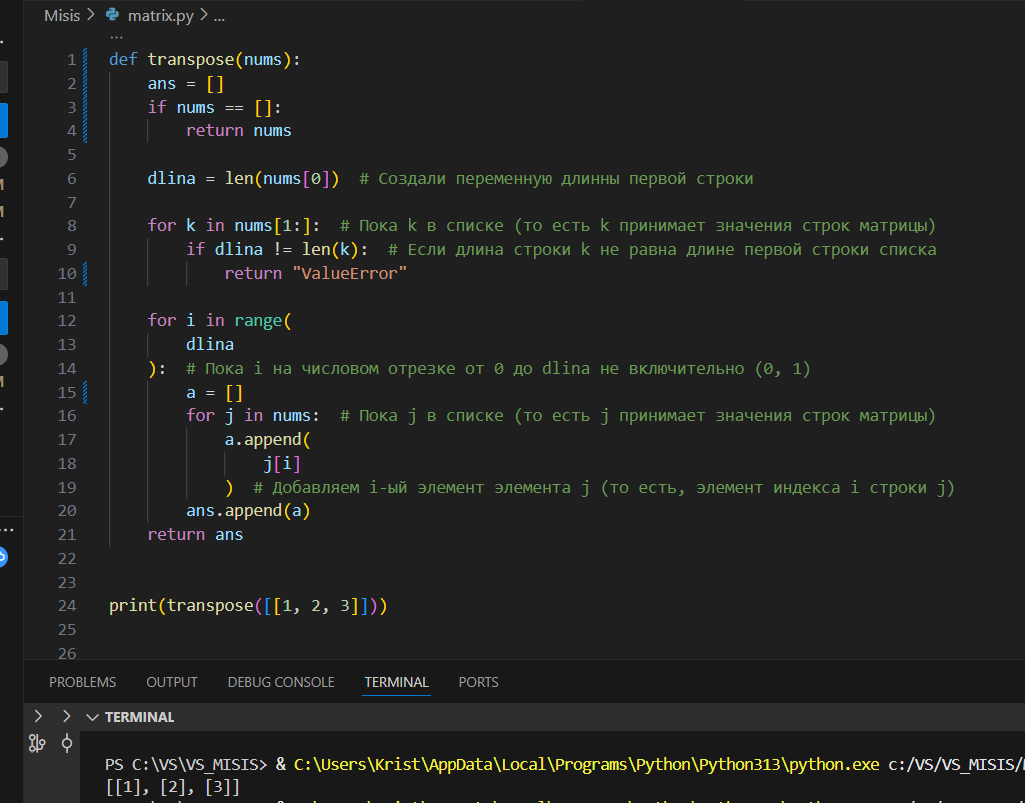 Misis > matrix.py > ...
...
1 def transpose(nums):
2 ans = []
3 if nums == []:
4 return nums
5
6 dlina = len(nums[0]) # Создали переменную длинны первой строки
7
8 for k in nums[1:]: # Пока k в списке (то есть k принимает значения строк матрицы)
9 if dlina != len(k): # Если длина строки k не равна длине первой строки списка
10 return "ValueError"
11
12 for i in range(
13 dlina
14 ): # Пока i на числовом отрезке от 0 до dlina не включительно (0, 1)
15 a = []
16 for j in nums: # Пока j в списке (то есть j принимает значения строк матрицы)
17 a.append(
18 j[i]
19 ) # Добавляем i-ый элемент элемента j (то есть, элемент индекса i строки j)
20 ans.append(a)
21 return ans
22
23
24 print(transpose([[1, 2, 3]]))
25
26
PROBLEMS OUTPUT DEBUG CONSOLE TERMINAL PORTS
TERMINAL
PS C:\VS\VS_MISIS> & C:\Users\Krist\AppData\Local\Programs\Python\Python313\python.exe c:/VS/VS_MISIS/
[[1], [2], [3]]